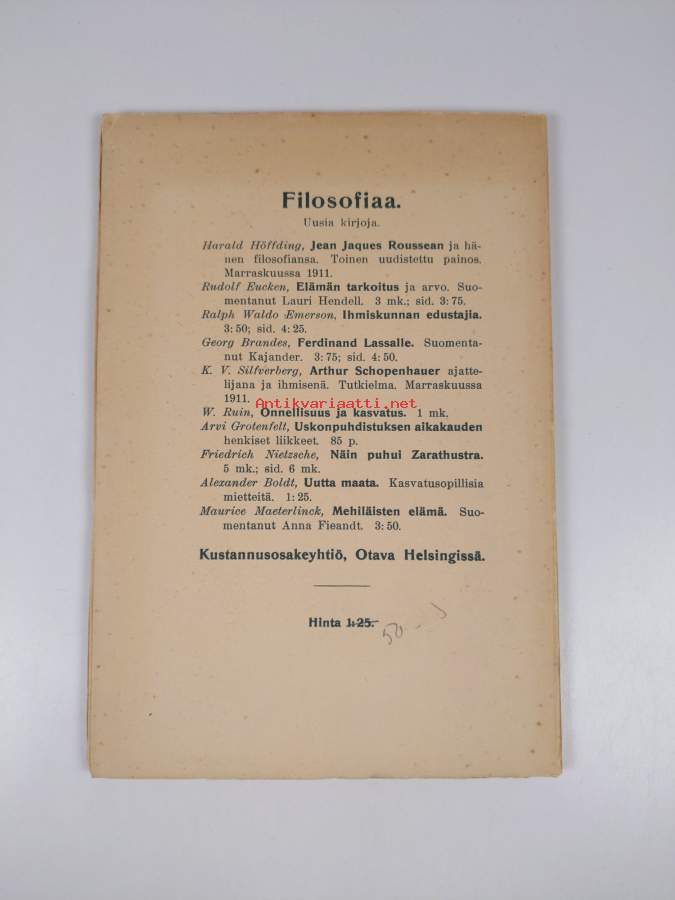 Filosofiaa.
Uusia kirjoja.
Harald Höffding, Jean Jaques Roussean ja hä-
nen filosofiansa. Toinen uudistettu painos.
Marraskuussa 1911.
Rudolf Eucken, Elämän tarkoitus ja arvo. Suo-
mentanut Lauri Hendell. 3 mk.; sid. 3: 75.
Ralph Waldo Emerson, Ihmiskunnan edustajia.
3: 50; sid. 4: 25.
Georg Brandes, Ferdinand Lassalle. Suomenta-
nut Kajander. 3: 75; sid. 4: 50.
K. V. Silfverberg, Arthur Schopenhauer ajatte-
lijana ja ihmisenä. Tutkielma. Marraskuussa
1911.
Antikvariaatti.net
W. Ruin, Onnellisuus ja kasvatus. 1 mk.
Arvi Grotenfelt, Uskonpuhdistuksen aikakauden
henkiset liikkeet. 85 p.
Friedrich Nietzsche, Näin puhui Zarathustra.
5 mk.; sid. 6 mk.
Alexander Boldt, Uutta maata. Kasvatusopillisia
mietteitä. 1: 25.
Maurice Maeterlinck, Mehiläisten elämä. Suo-
mentanut Anna Fieandt. 3: 50.
Kustannusosakeyhtiö, Otava Helsingissä.
Hinta 1:25.
50 -